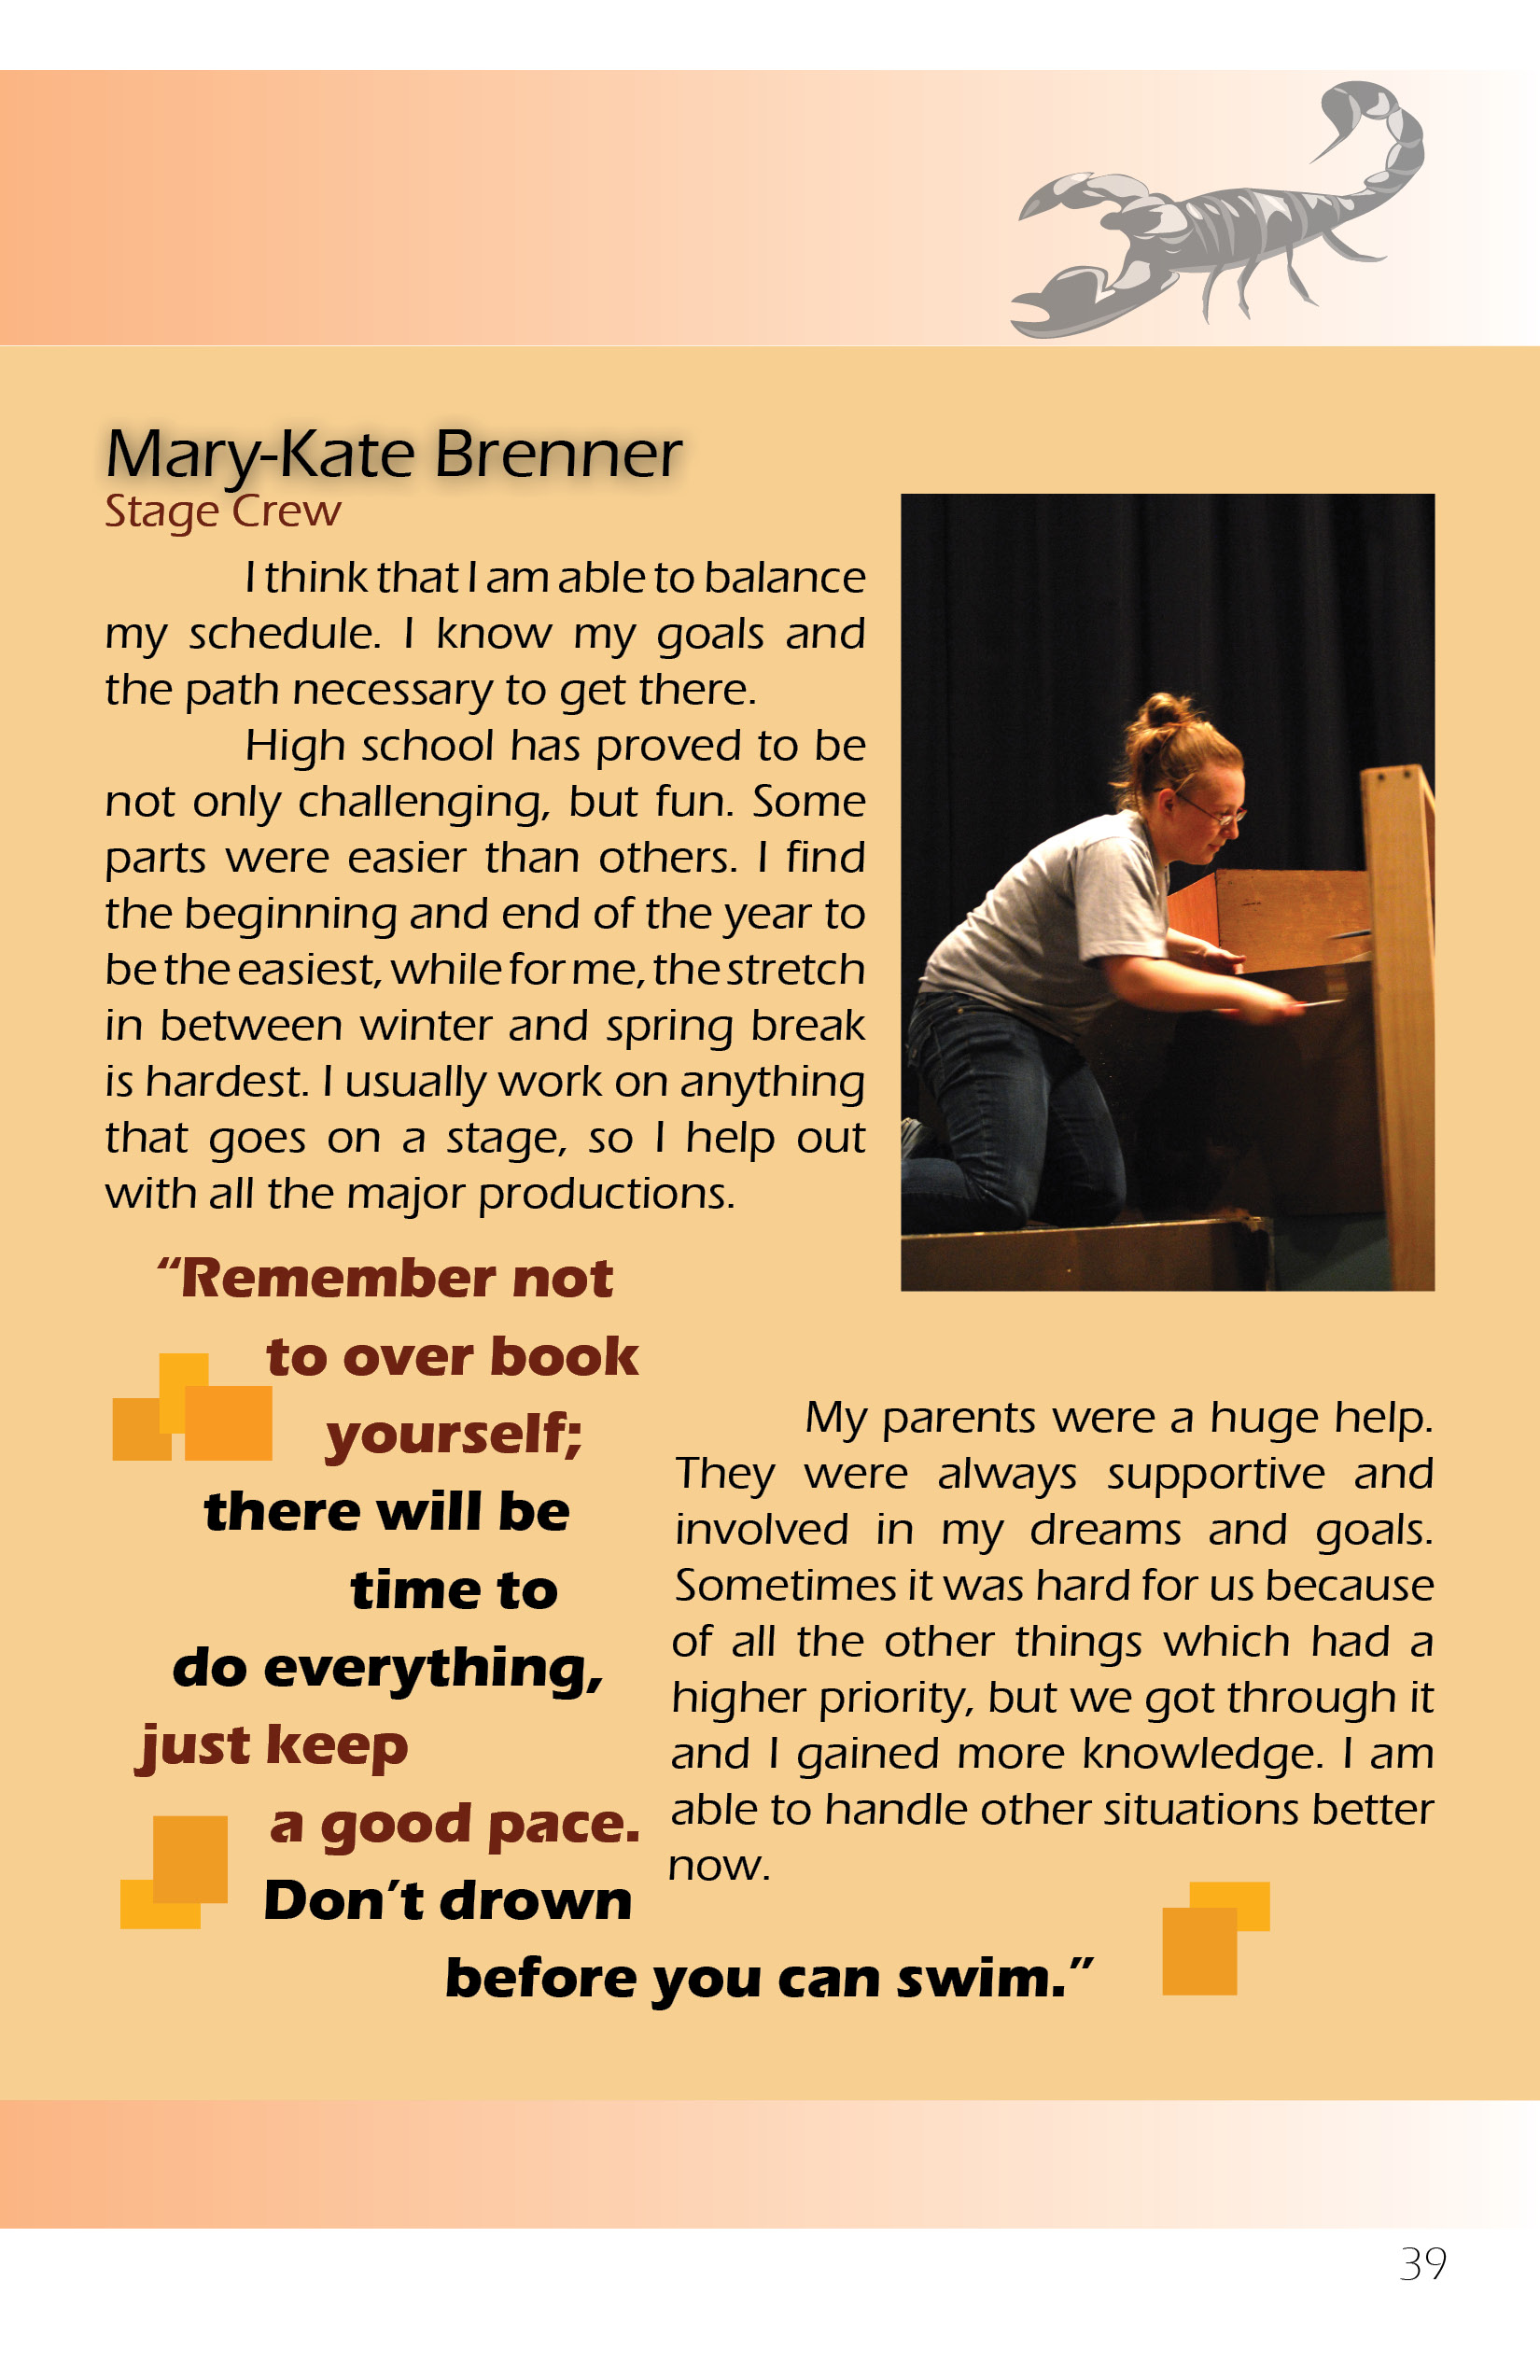 Mary-Kate Brenner
Stage Crew
I think that I am able to balance
my schedule. I know my goals and
the path necessary to get there.
High school has proved to be
not only challenging, but fun. Some
parts were easier than others. I find
the beginning and end of the year to
be the easiest, while for me, the stretch
in between winter and spring break
is hardest. I usually work on anything
that goes on a stage, so I help out
with all the major productions.
“Remember not
to over book
yourself;
there will be
time to
do everything,
just keep
a good pace.
Don’t drown
before you can swim.”
My parents were a huge help.
They were always supportive and
involved in my dreams and goals.
Sometimes it was hard for us because
of all the other things which had a
higher priority, but we got through it
and I gained more knowledge. I am
able to handle other situations better
now.
39